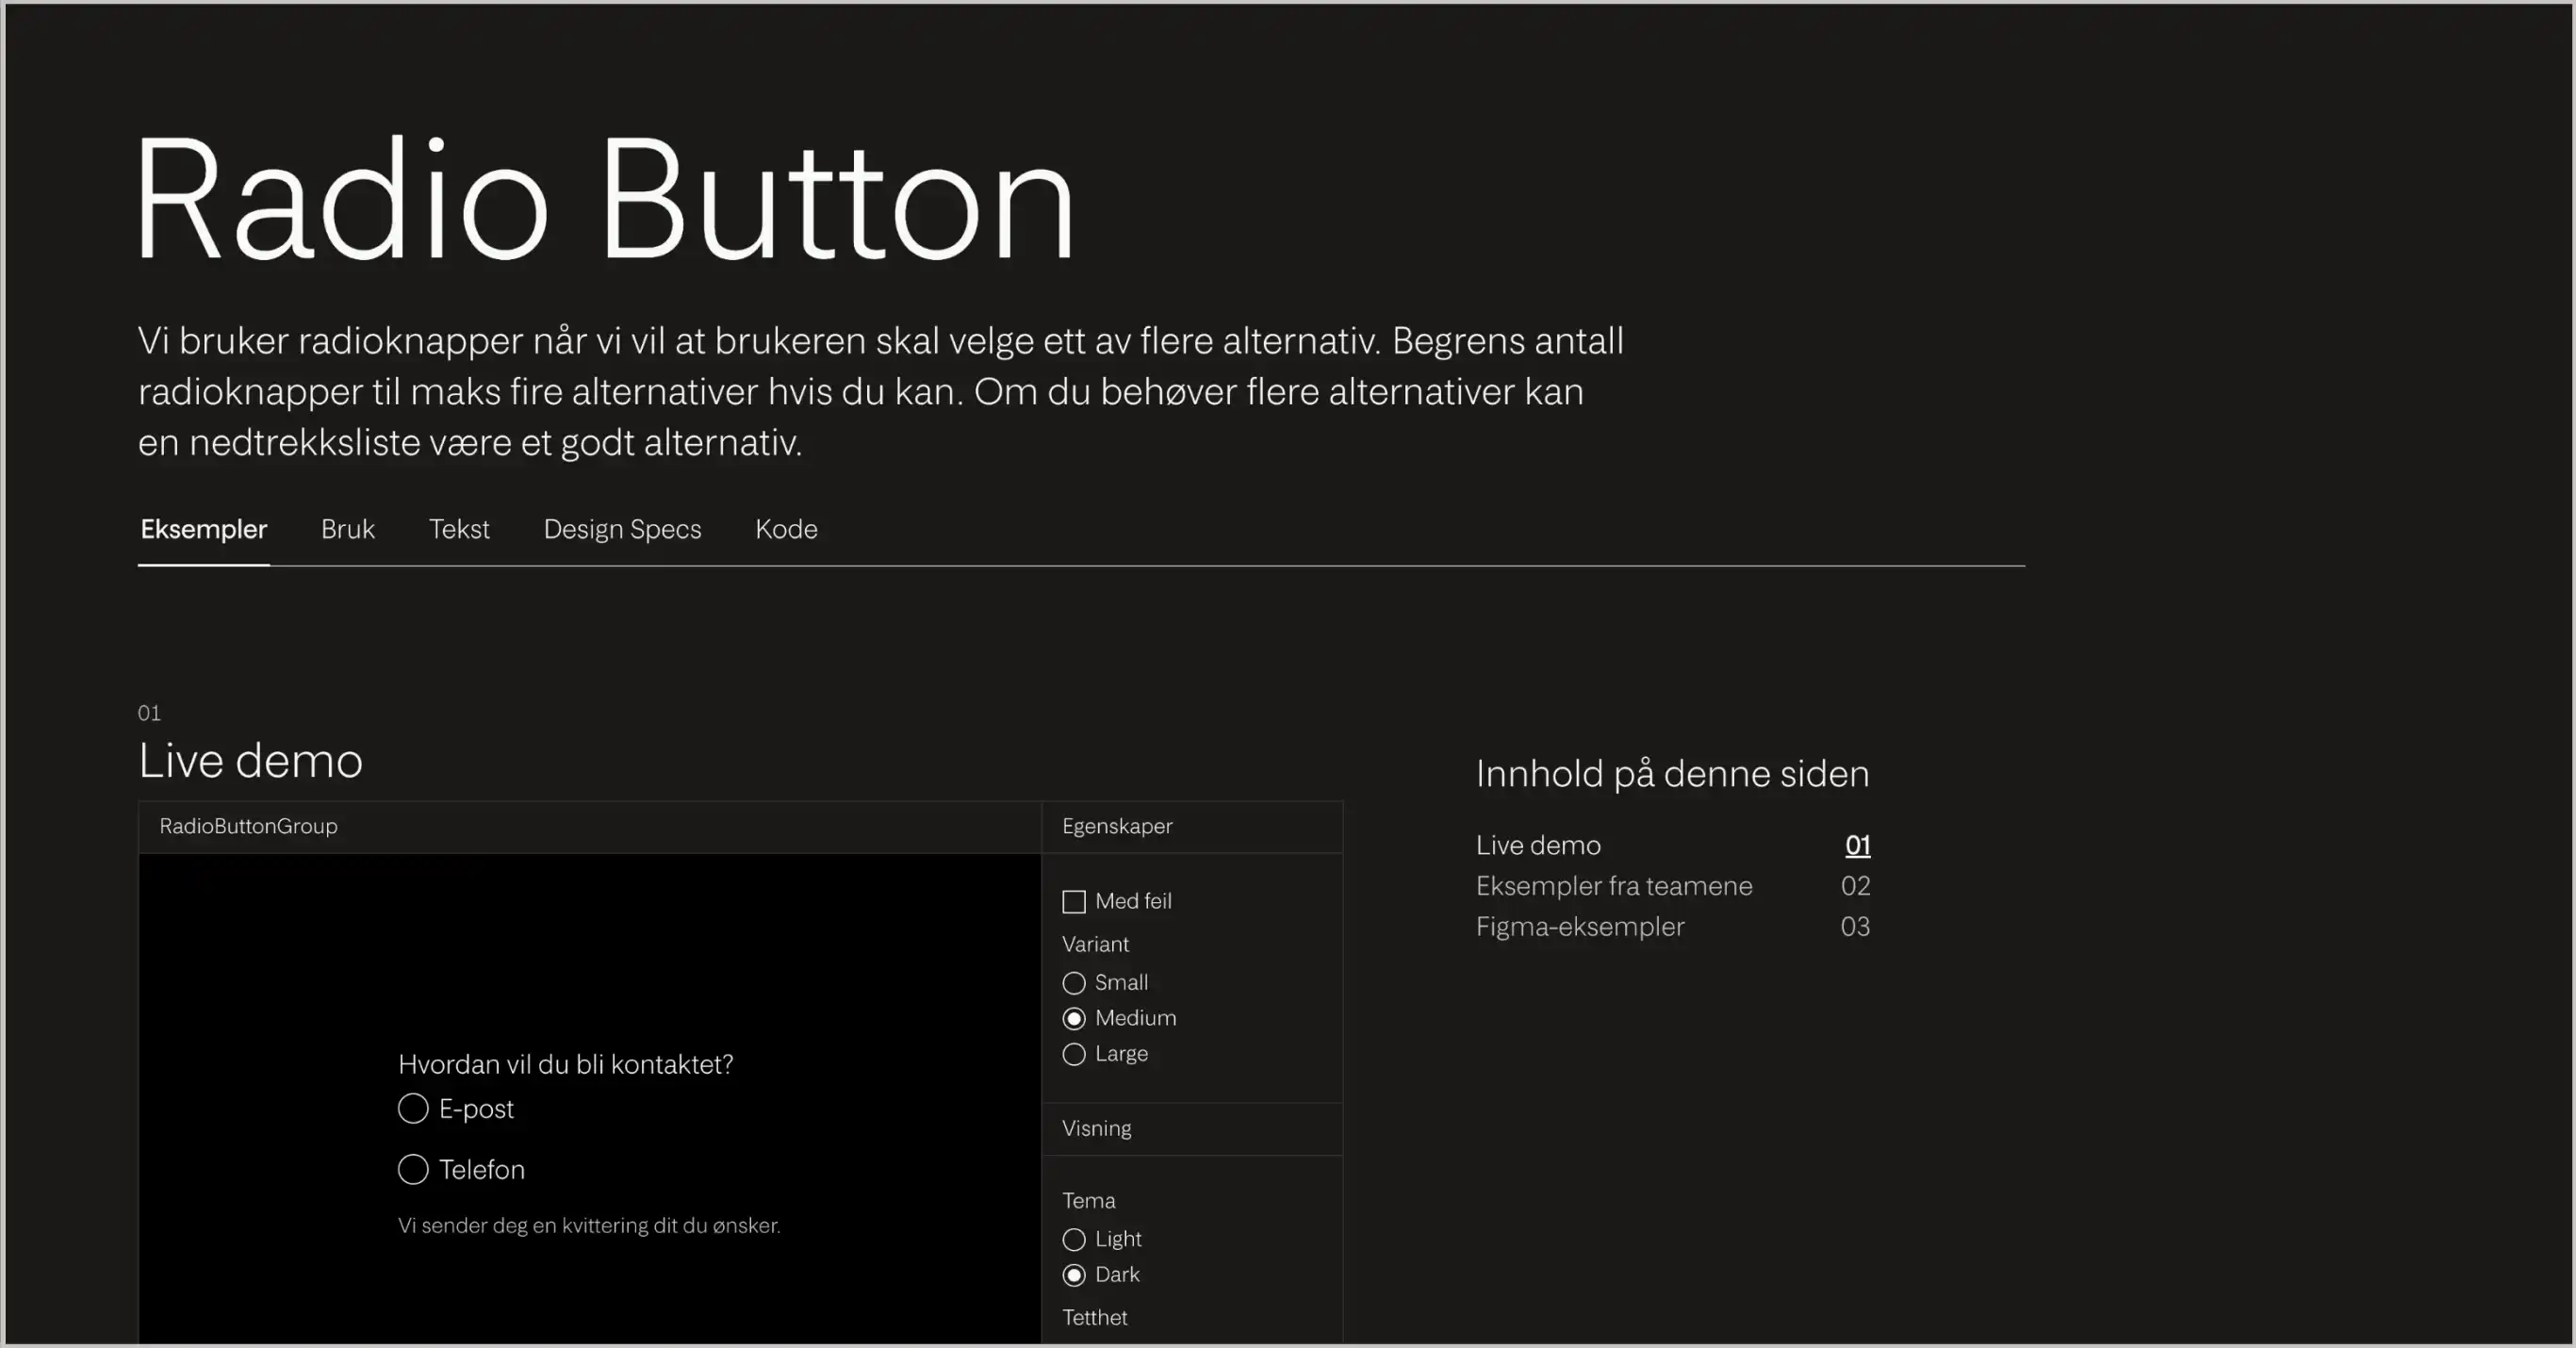 Radio Button
Vi bruker radioknapper når vi vil at brukeren skal velge ett av flere alternativ. Begrens antall
radioknapper til maks fire alternativer hvis du kan. Om du behøver flere alternativer kan
en nedtrekksliste være et godt alternativ.
Eksempler Bruk Tekst Design Specs Kode
01
Live demo
RadioButtonGroup
Hvordan vil du bli kontaktet?
E-post
Telefon
Vi sender deg en kvittering dit du ønsker.
Egenskaper
Med feil
Variant
Small
Medium
Large
Visning
Tema
Light
Dark
Tetthet
Innhold på denne siden
Live demo 01
Eksempler fra teamene 02
Figma-eksempler 03